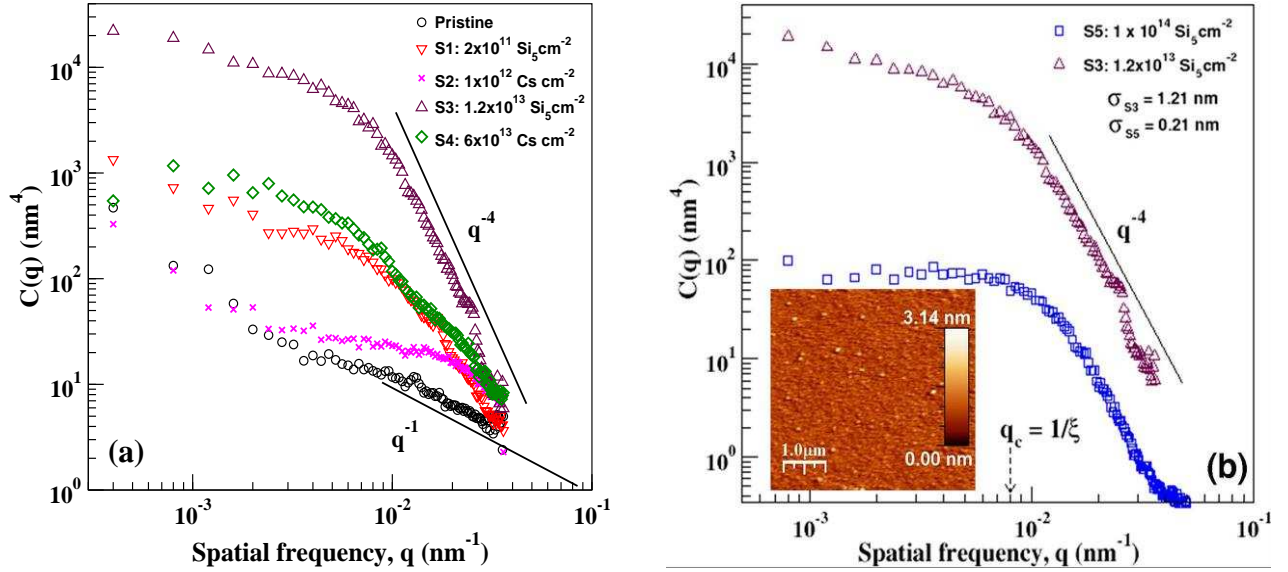 Pristine
S1: 2x10^11 Si5cm^-2
S2: 1x10^12 Cs cm^-2
S3: 1.2x10^13 Si5cm^-2
S4: 6x10^13 Cs cm^-2
10^4
10^3
10^2
10^1
10^0
C(q) (nm^4)
q^-4
q^-1
(a)
10^-3
10^-2
10^-1
Spatial frequency, q (nm^-1)
S5: 1 x 10^14 Si5cm^-2
S3: 1.2x10^13 Si5cm^-2
σS3 = 1.21 nm
σS5 = 0.21 nm
10^4
10^3
10^2
10^1
10^0
C(q) (nm^4)
q^-4
3.14 nm
1.0μm
0.00 nm
qc = 1/ξ
(b)
10^-3
10^-2
10^-1
Spatial frequency, q (nm^-1)